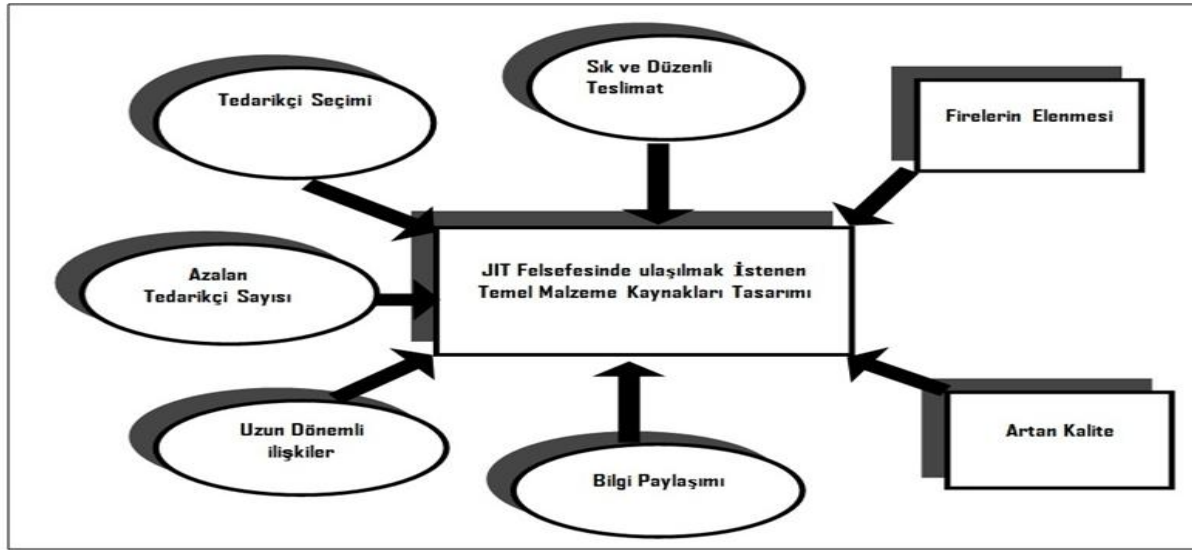 Tedarikçi Seçimi
Sık ve Düzenli
Teslimat
Firelerin Elenmesi
Azalan
Tedarikçi Sayısı
JIT Felsefesinde ulaşılmak İstenen
Temel Malzeme Kaynakları Tasarımı
Uzun Dönemli
ilişkiler
Bilgi Paylaşımı
Artan Kalite